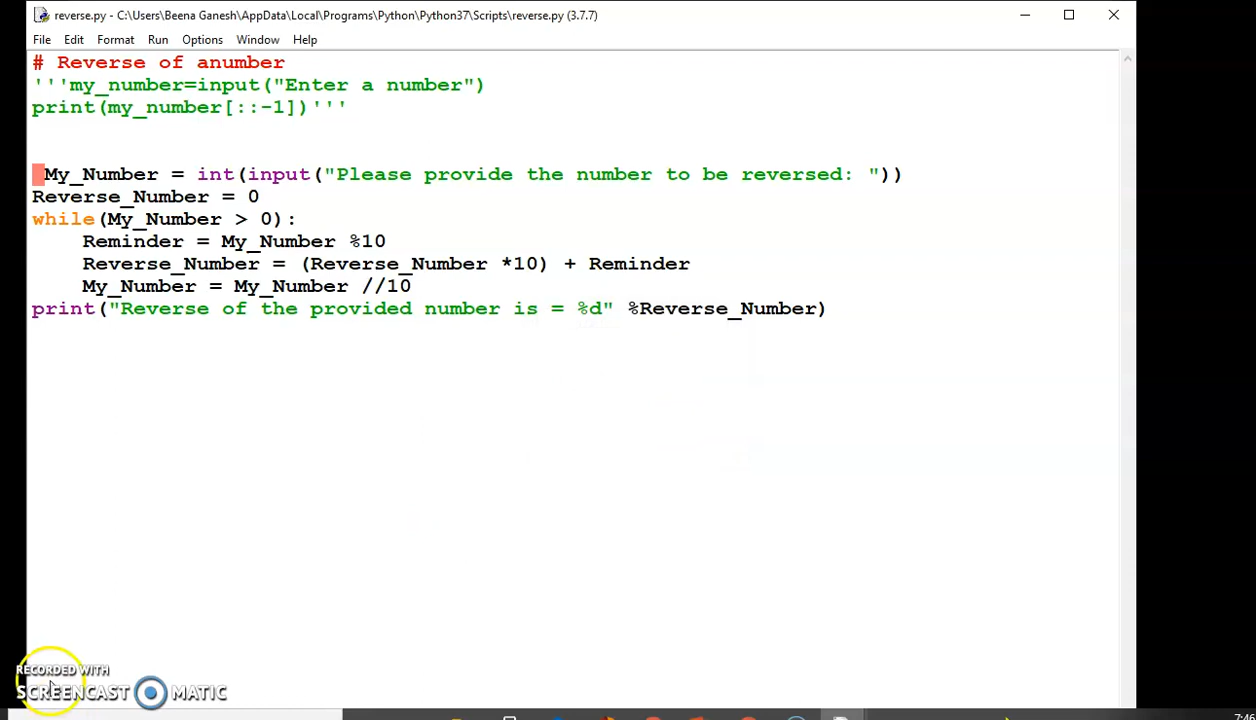 reverse.py - C:\Users\Beena Ganesh\AppData\Local\Programs\Python\Python37\Scripts\reverse.py (3.7.7)
File Edit Format Run Options Window Help
# Reverse of anumber
'''my_number=input("Enter a number")
print(my_number[::-1])'''
My_Number = int(input("Please provide the number to be reversed: "))
Reverse_Number = 0
while(My_Number > 0):
    Reminder = My_Number %10
    Reverse_Number = (Reverse_Number *10) + Reminder
    My_Number = My_Number //10
print("Reverse of the provided number is = %d" %Reverse_Number)
RECORDED WITH
SCREENCAST MATIC